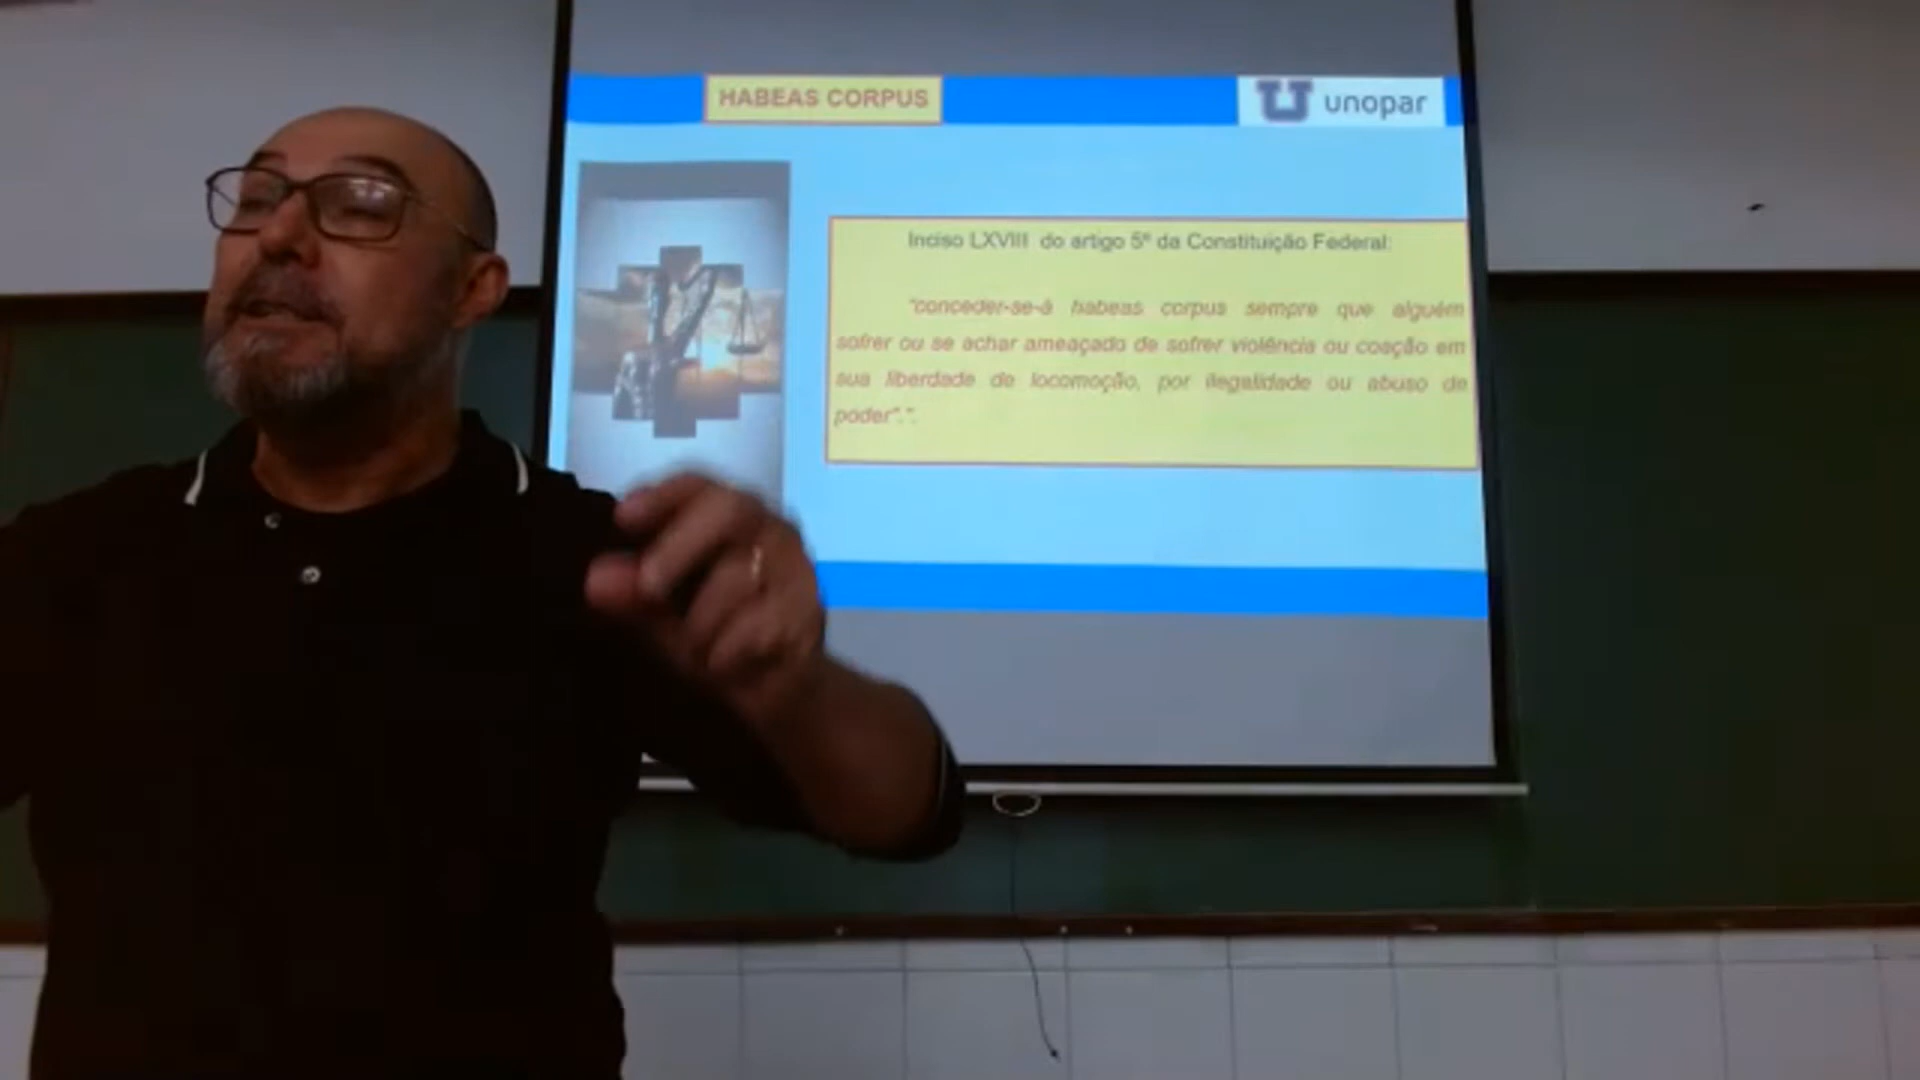 HABEAS CORPUS
unopar
Inciso LXVIII do artigo 5º da Constituição Federal:
"conceder-se-á habeas corpus sempre que alguém
sofrer ou se achar ameaçado de sofrer violência ou coação em
sua liberdade de locomoção, por ilegalidade ou abuso de
poder".".